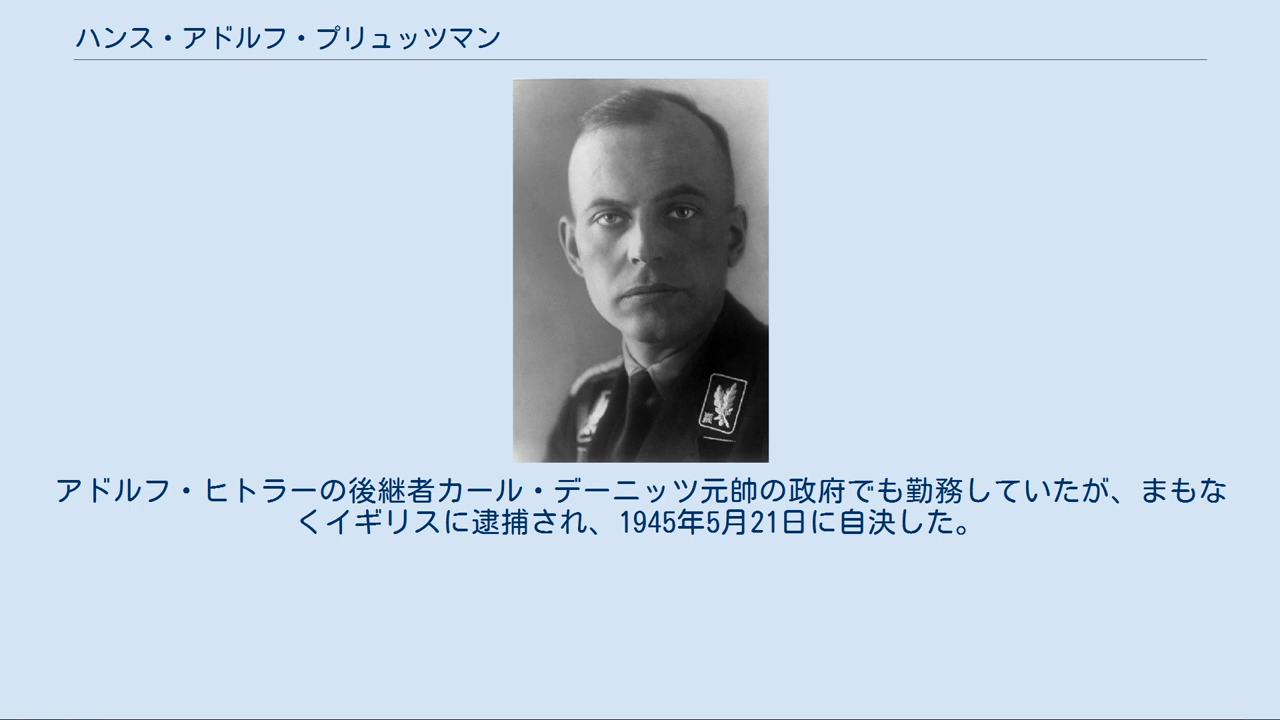 ハンス・アドルフ・プリュッツマン
アドルフ・ヒトラーの後継者カール・デーニッツ元帥の政府でも勤務していたが、まもな
くイギリスに逮捕され、1945年5月21日に自決した。